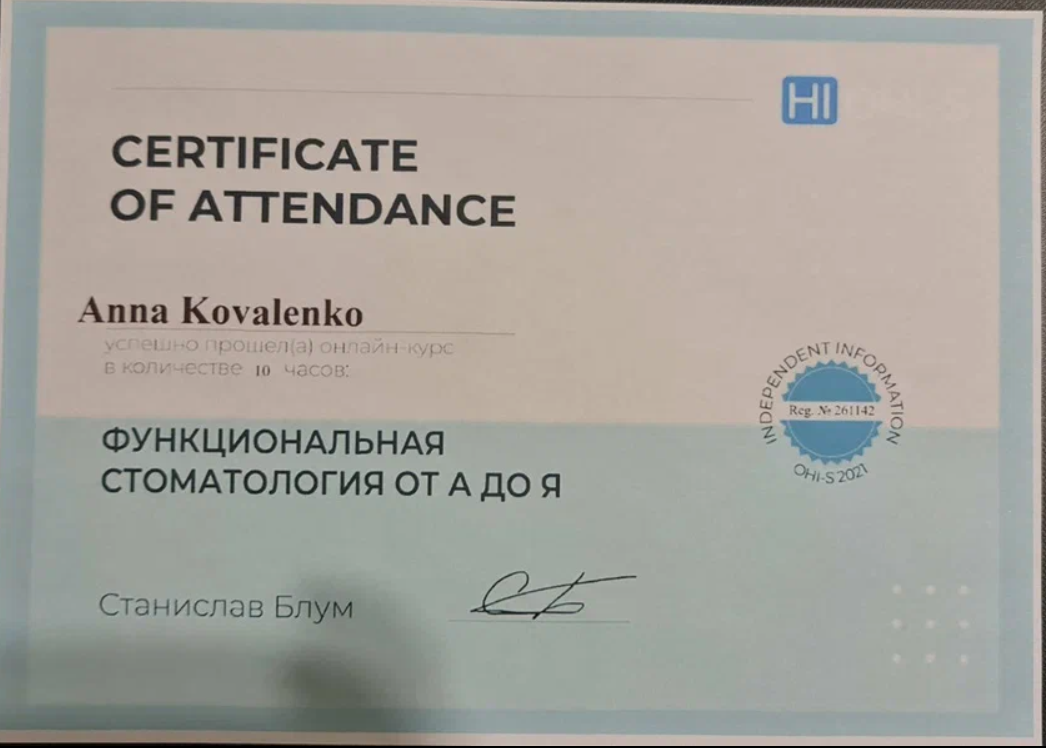 HI OHI-S
CERTIFICATE
OF ATTENDANCE
Anna Kovalenko
успешно прошел(а) онлайн-курс
в количестве 10 часов:
INDEPENDENT INFORMATION
Reg. № 261142
OHI-S 2021
ФУНКЦИОНАЛЬНАЯ
СТОМАТОЛОГИЯ ОТ А ДО Я
Станислав Блум